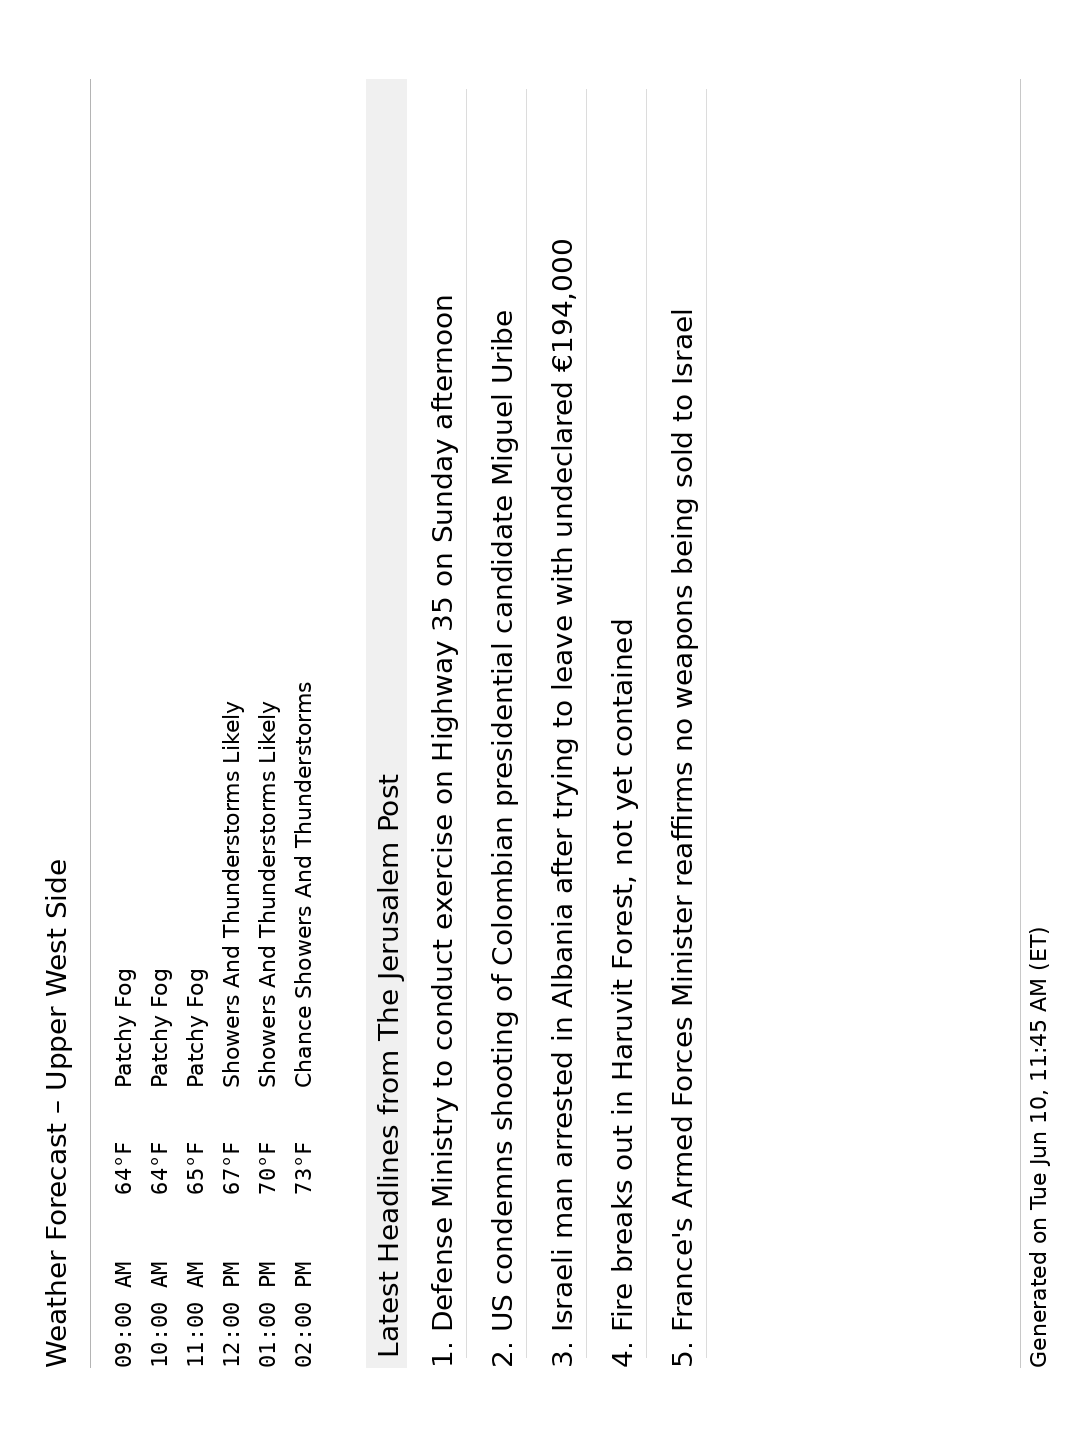 Weather Forecast – Upper West Side
09:00 AM 64°F Patchy Fog
10:00 AM 64°F Patchy Fog
11:00 AM 65°F Patchy Fog
12:00 PM 67°F Showers And Thunderstorms Likely
01:00 PM 70°F Showers And Thunderstorms Likely
02:00 PM 73°F Chance Showers And Thunderstorms
Latest Headlines from The Jerusalem Post
1. Defense Ministry to conduct exercise on Highway 35 on Sunday afternoon
2. US condemns shooting of Colombian presidential candidate Miguel Uribe
3. Israeli man arrested in Albania after trying to leave with undeclared €194,000
4. Fire breaks out in Haruvit Forest, not yet contained
5. France's Armed Forces Minister reaffirms no weapons being sold to Israel
Generated on Tue Jun 10, 11:45 AM (ET)